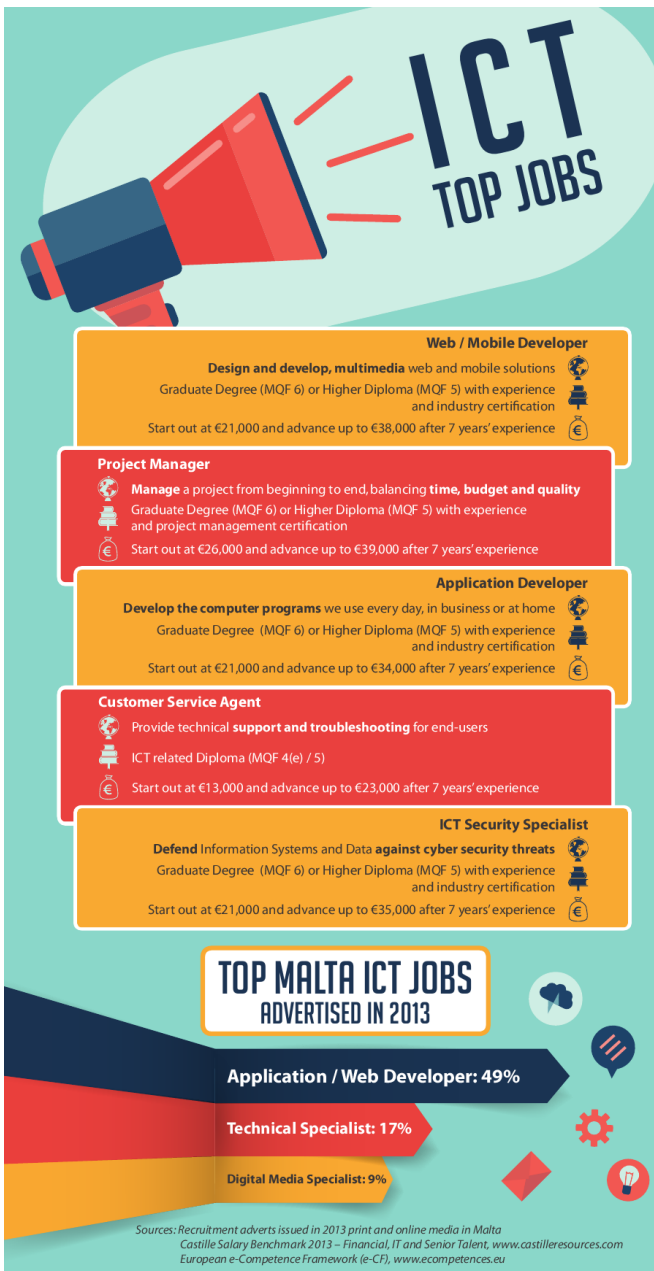 ICT
TOP JOBS
Web / Mobile Developer
Design and develop, multimedia web and mobile solutions
Graduate Degree (MQF 6) or Higher Diploma (MQF 5) with experience
and industry certification
Start out at €21,000 and advance up to €38,000 after 7 years' experience
€
Project Manager
Manage a project from beginning to end, balancing time, budget and quality
Graduate Degree (MQF 6) or Higher Diploma (MQF 5) with experience
and project management certification
€ Start out at €26,000 and advance up to €39,000 after 7 years' experience
Application Developer
Develop the computer programs we use every day, in business or at home
Graduate Degree (MQF 6) or Higher Diploma (MQF 5) with experience
and industry certification
Start out at €21,000 and advance up to €34,000 after 7 years' experience €
Customer Service Agent
Provide technical support and troubleshooting for end-users
ICT related Diploma (MQF 4(e) / 5)
€ Start out at €13,000 and advance up to €23,000 after 7 years' experience
ICT Security Specialist
Defend Information Systems and Data against cyber security threats
Graduate Degree (MQF 6) or Higher Diploma (MQF 5) with experience
and industry certification
Start out at €21,000 and advance up to €35,000 after 7 years' experience €
TOP MALTA ICT JOBS
ADVERTISED IN 2013
Application / Web Developer: 49%
Technical Specialist: 17%
Digital Media Specialist: 9%
Sources: Recruitment adverts issued in 2013 print and online media in Malta
Castille Salary Benchmark 2013 – Financial, IT and Senior Talent, www.castilleresources.com
European e-Competence Framework (e-CF), www.ecompetences.eu